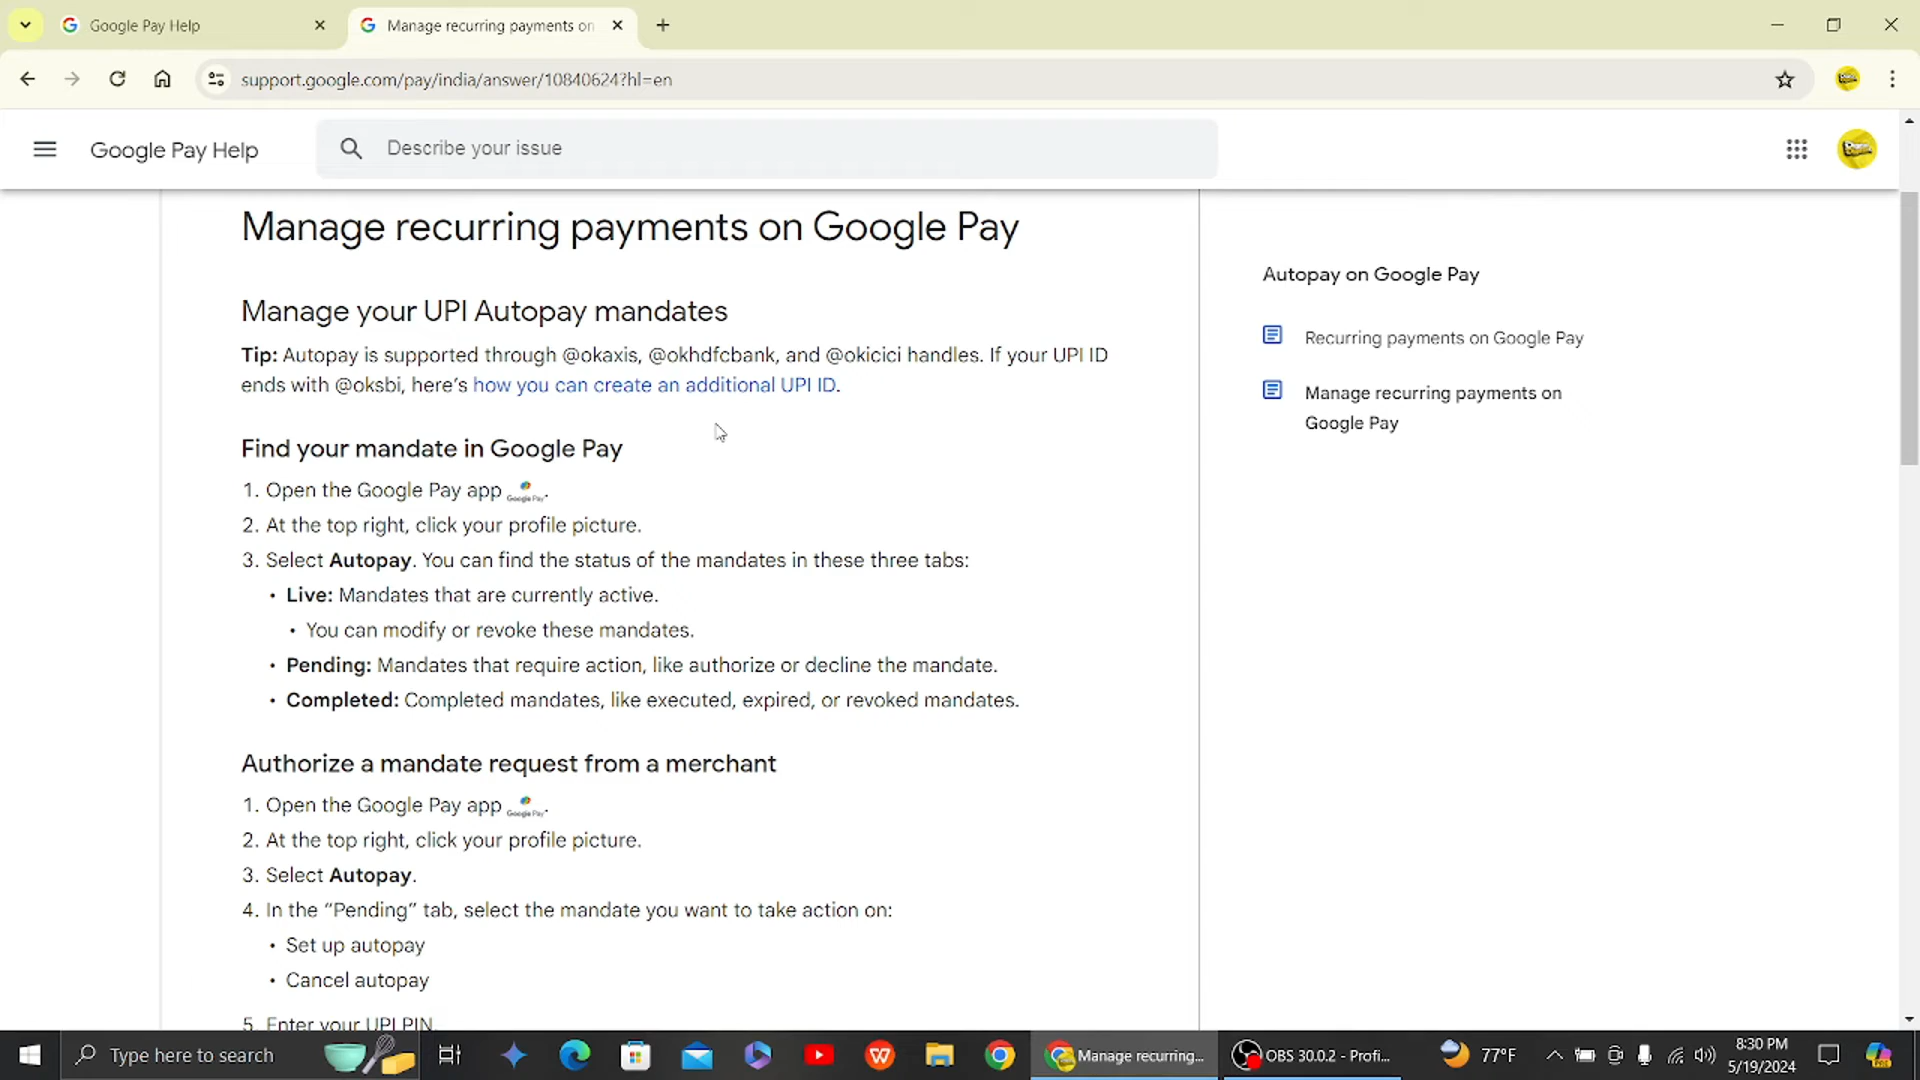 Google Pay Help
Manage recurring payments on
support.google.com/pay/india/answer/10840624?hl=en
Google Pay Help
Describe your issue
Manage recurring payments on Google Pay
Manage your UPI Autopay mandates
Tip: Autopay is supported through @okaxis, @okhdfcbank, and @okicici handles. If your UPI ID
ends with @oksbi, here's how you can create an additional UPI ID.
Find your mandate in Google Pay
1. Open the Google Pay app Google Pay.
2. At the top right, click your profile picture.
3. Select Autopay. You can find the status of the mandates in these three tabs:
• Live: Mandates that are currently active.
• You can modify or revoke these mandates.
• Pending: Mandates that require action, like authorize or decline the mandate.
• Completed: Completed mandates, like executed, expired, or revoked mandates.
Authorize a mandate request from a merchant
1. Open the Google Pay app Google Pay.
2. At the top right, click your profile picture.
3. Select Autopay.
4. In the “Pending” tab, select the mandate you want to take action on:
• Set up autopay
• Cancel autopay
5. Enter your UPI PIN.
Autopay on Google Pay
Recurring payments on Google Pay
Manage recurring payments on
Google Pay
Type here to search
Manage recurring...
OBS 30.0.2 - Profi...
77°F
8:30 PM
5/19/2024